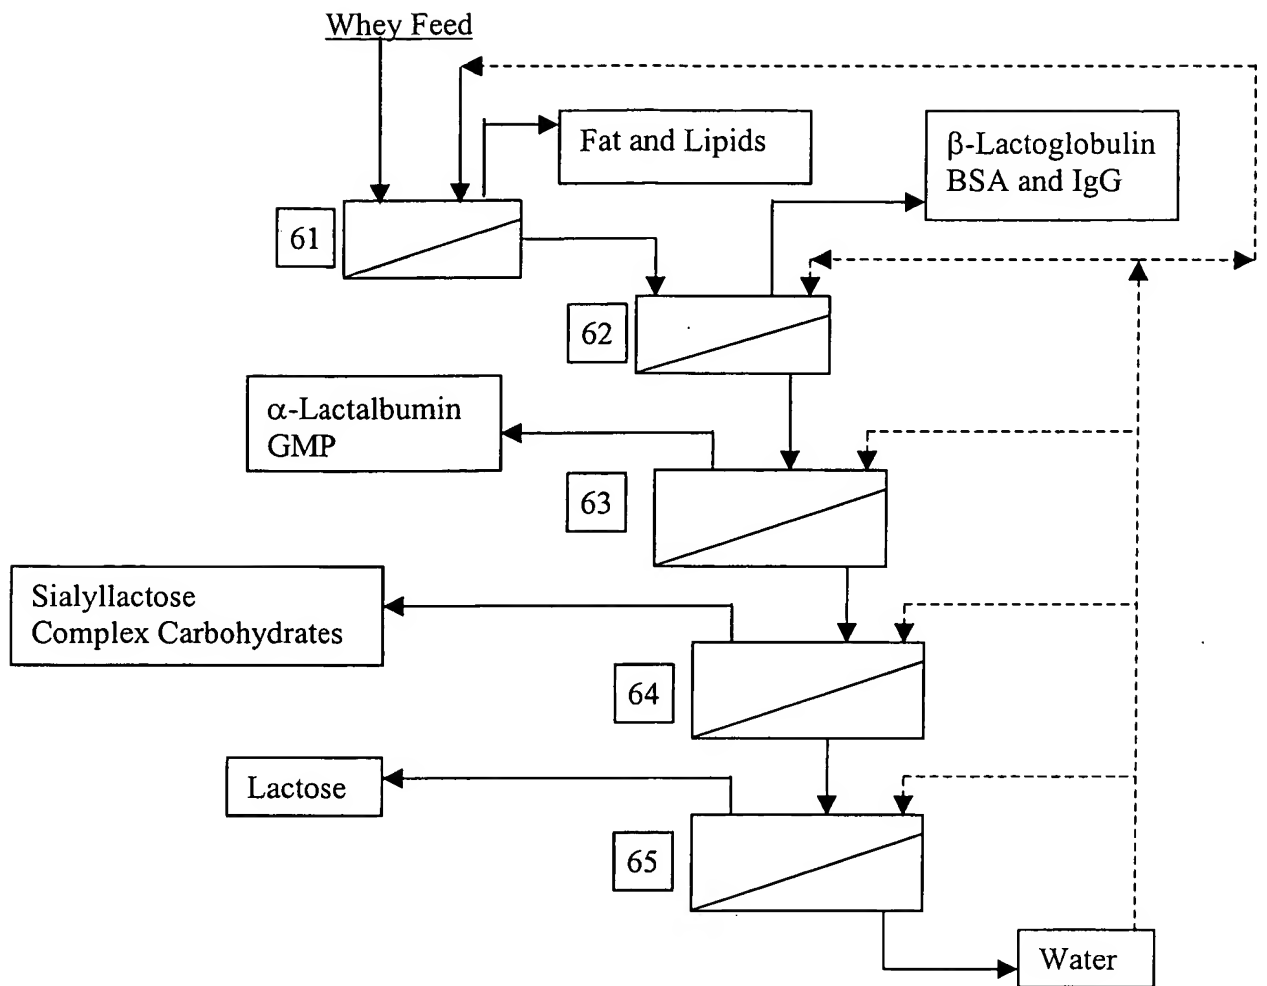 Whey Feed
Fat and Lipids
β-Lactoglobulin
BSA and IgG
61
62
α-Lactalbumin
GMP
63
Sialyllactose
Complex Carbohydrates
64
Lactose
65
Water